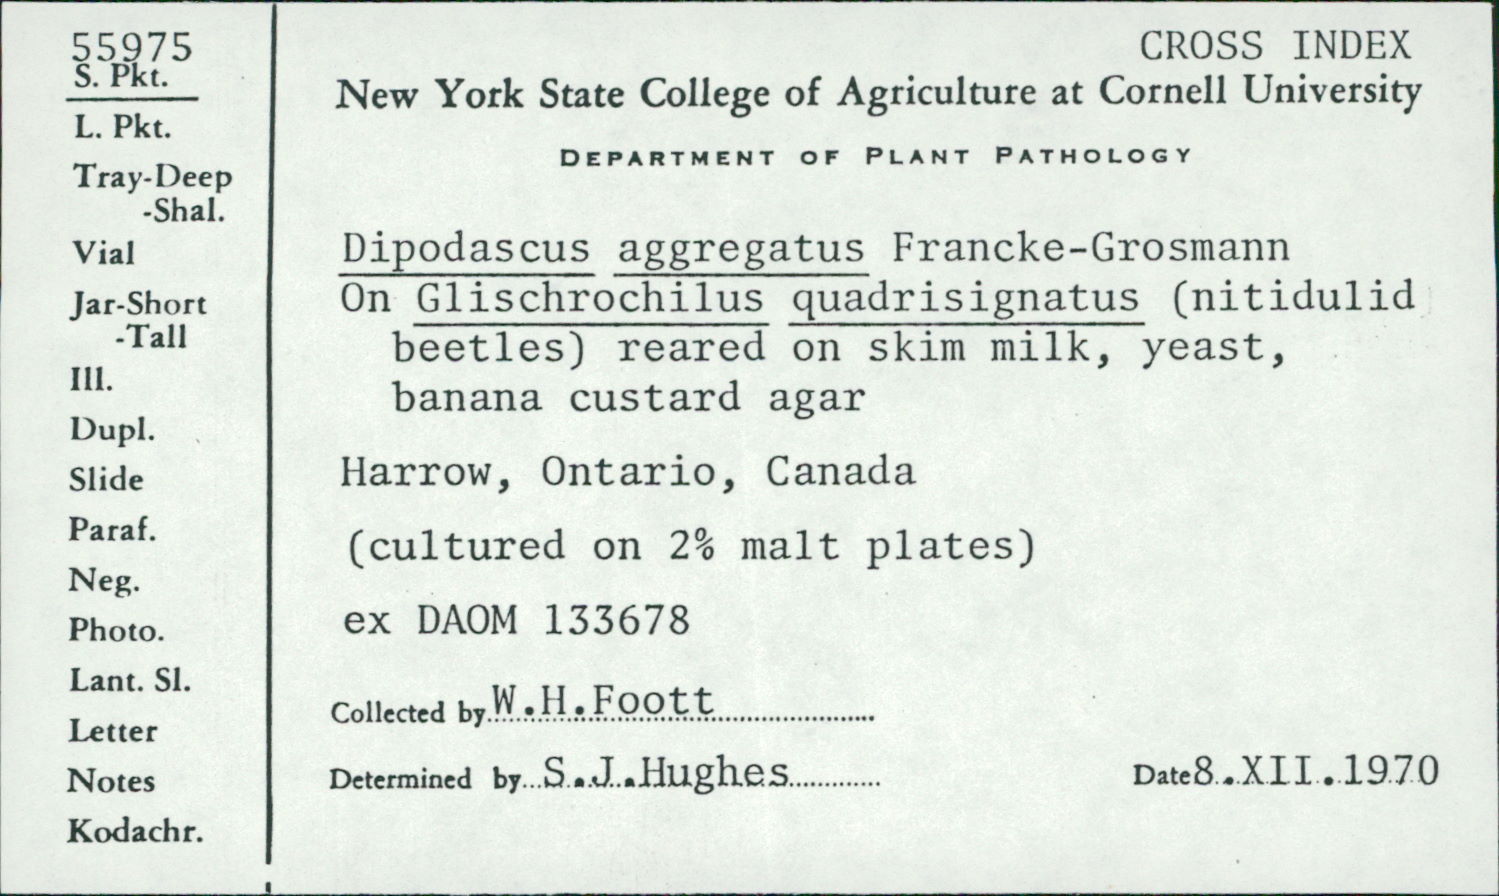 55975
S. Pkt.
L. Pkt.
Tray-Deep
-Shal.
Vial
Jar-Short
-Tall
Ill.
Dupl.
Slide
Paraf.
Neg.
Photo.
Lant. Sl.
Letter
Notes
Kodachr.
CROSS INDEX
New York State College of Agriculture at Cornell University
DEPARTMENT OF PLANT PATHOLOGY
Dipodascus aggregatus Francke-Grosmann
On Glischrochilus quadrisignatus (nitidulid
beetles) reared on skim milk, yeast,
banana custard agar
Harrow, Ontario, Canada
(cultured on 2% malt plates)
ex DAOM 133678
Collected by W.H.Foott
Determined by S.J.Hughes Date 8.XII.1970